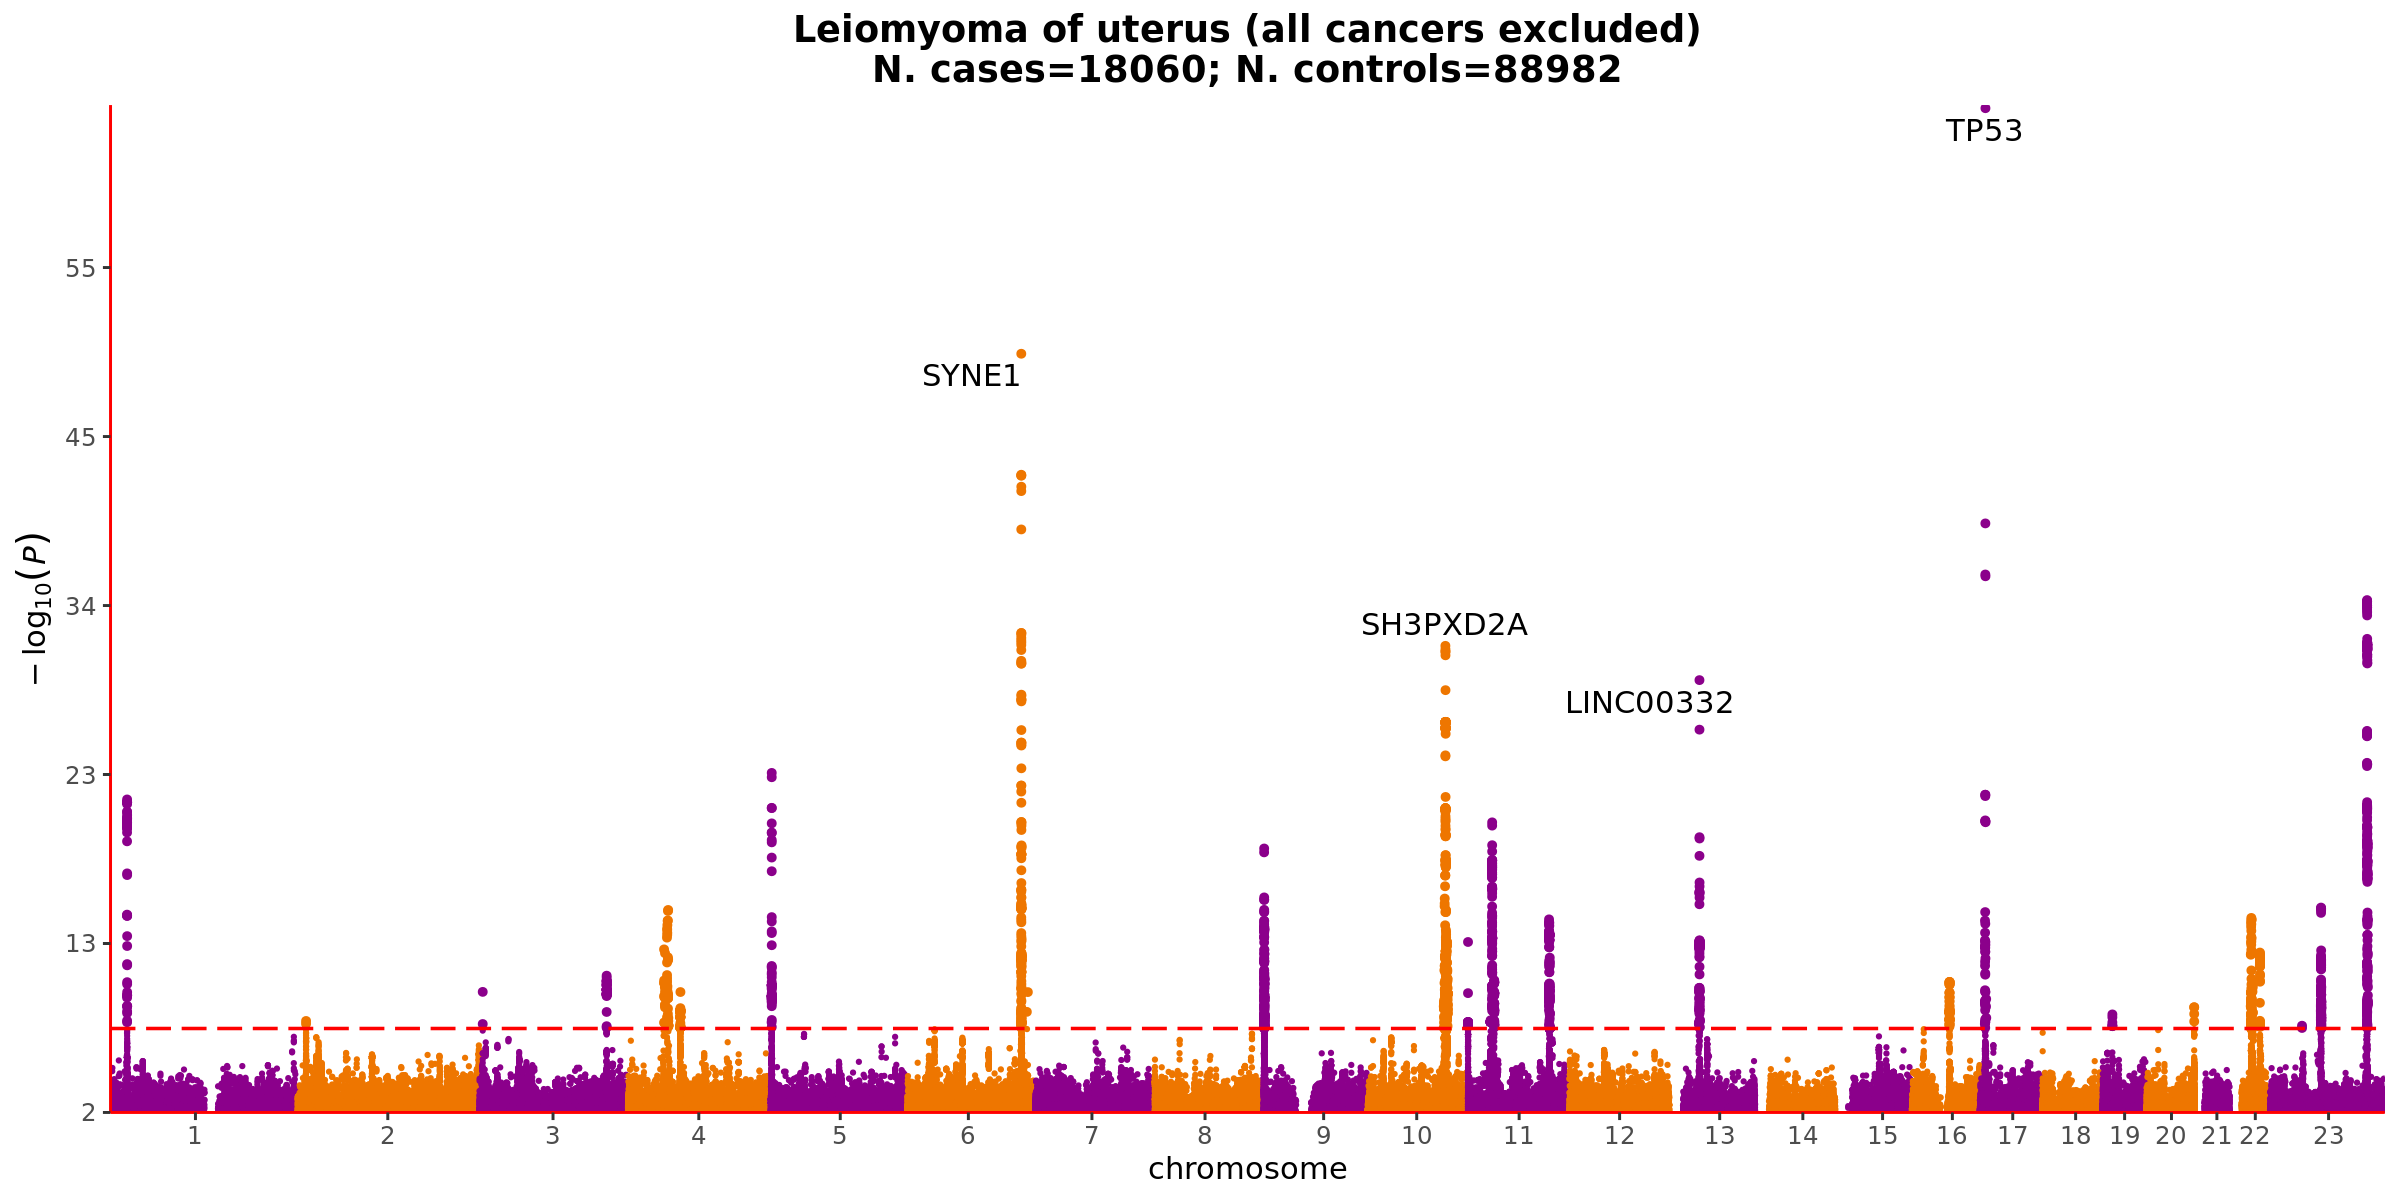 Leiomyoma of uterus (all cancers excluded)
N. cases=18060; N. controls=88982
TP53
55
SYNE1
45
− log₁₀(P)
34
SH3PXD2A
LINC00332
23
13
2
1 2 3 4 5 6 7 8 9 10 11 12 13 14 15 16 17 18 19 20 21 22 23
chromosome